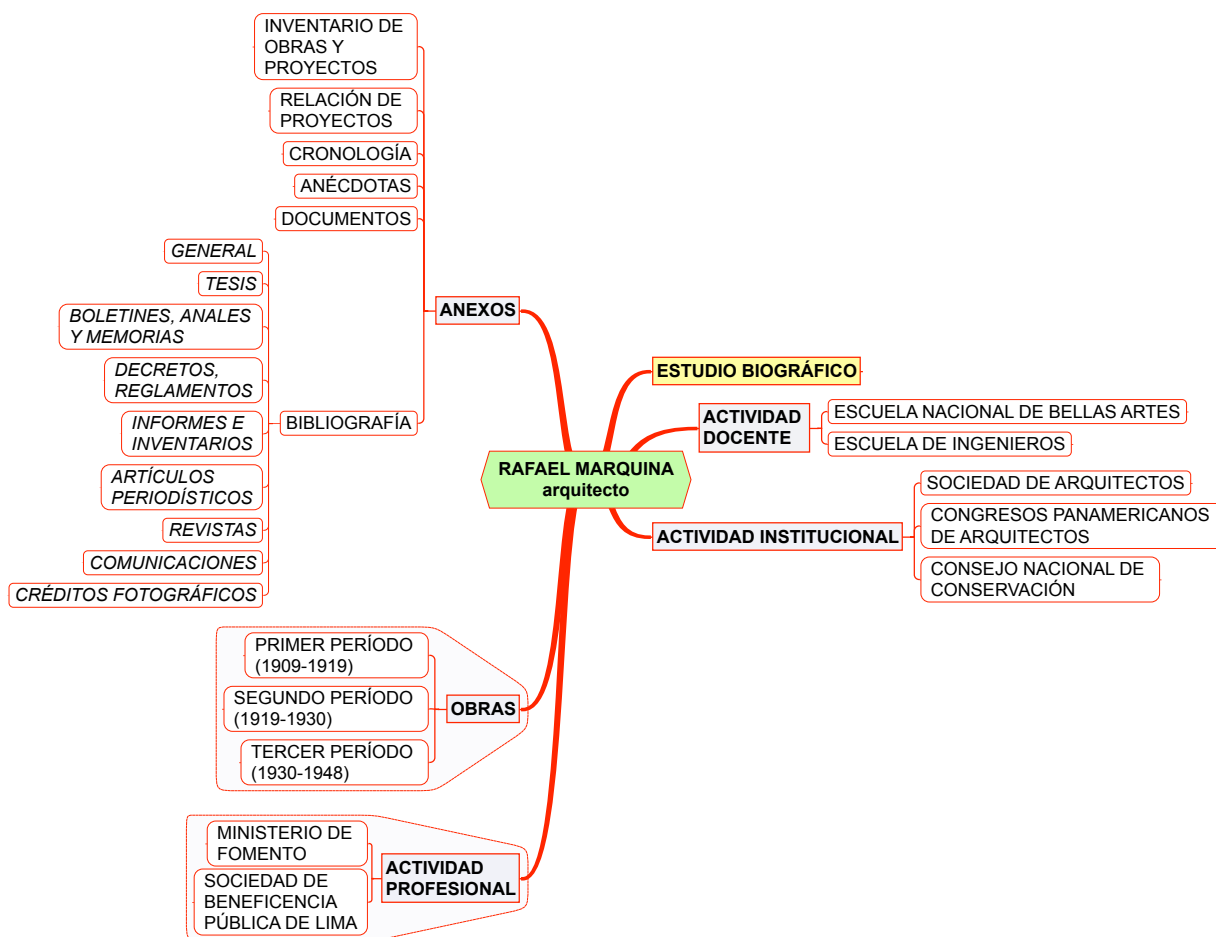 RAFAEL MARQUINA
arquitecto
ESTUDIO BIOGRÁFICO
ACTIVIDAD
DOCENTE
ESCUELA NACIONAL DE BELLAS ARTES
ESCUELA DE INGENIEROS
ACTIVIDAD INSTITUCIONAL
SOCIEDAD DE ARQUITECTOS
CONGRESOS PANAMERICANOS
DE ARQUITECTOS
CONSEJO NACIONAL DE
CONSERVACIÓN
ACTIVIDAD
PROFESIONAL
MINISTERIO DE
FOMENTO
SOCIEDAD DE
BENEFICENCIA
PÚBLICA DE LIMA
OBRAS
PRIMER PERÍODO
(1909-1919)
SEGUNDO PERÍODO
(1919-1930)
TERCER PERÍODO
(1930-1948)
ANEXOS
INVENTARIO DE
OBRAS Y
PROYECTOS
RELACIÓN DE
PROYECTOS
CRONOLOGÍA
ANÉCDOTAS
DOCUMENTOS
BIBLIOGRAFÍA
GENERAL
TESIS
BOLETINES, ANALES
Y MEMORIAS
DECRETOS,
REGLAMENTOS
INFORMES E
INVENTARIOS
ARTÍCULOS
PERIODÍSTICOS
REVISTAS
COMUNICACIONES
CRÉDITOS FOTOGRÁFICOS